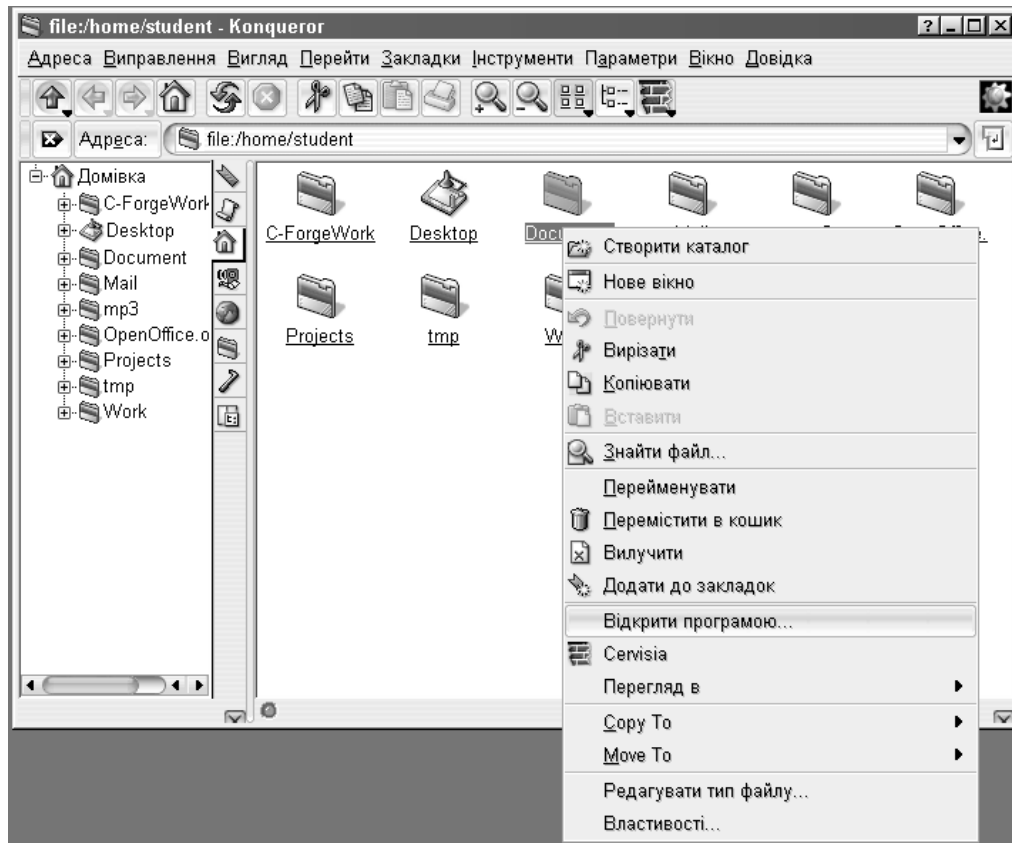 file:/home/student - Konqueror
Адреса Виправлення Вигляд Перейти Закладки Інструменти Параметри Вікно Довідка
Адреса: file:/home/student
Домівка
C-ForgeWork
Desktop
Document
Mail
mp3
OpenOffice.o
Projects
tmp
Work
C-ForgeWork Desktop
Projects tmp
Створити каталог
Нове вікно
Повернути
Вирізати
Копіювати
Вставити
Знайти файл...
Перейменувати
Перемістити в кошик
Вилучити
Додати до закладок
Відкрити програмою...
Cervisia
Перегляд в
Copy To
Move To
Редагувати тип файлу...
Властивості...